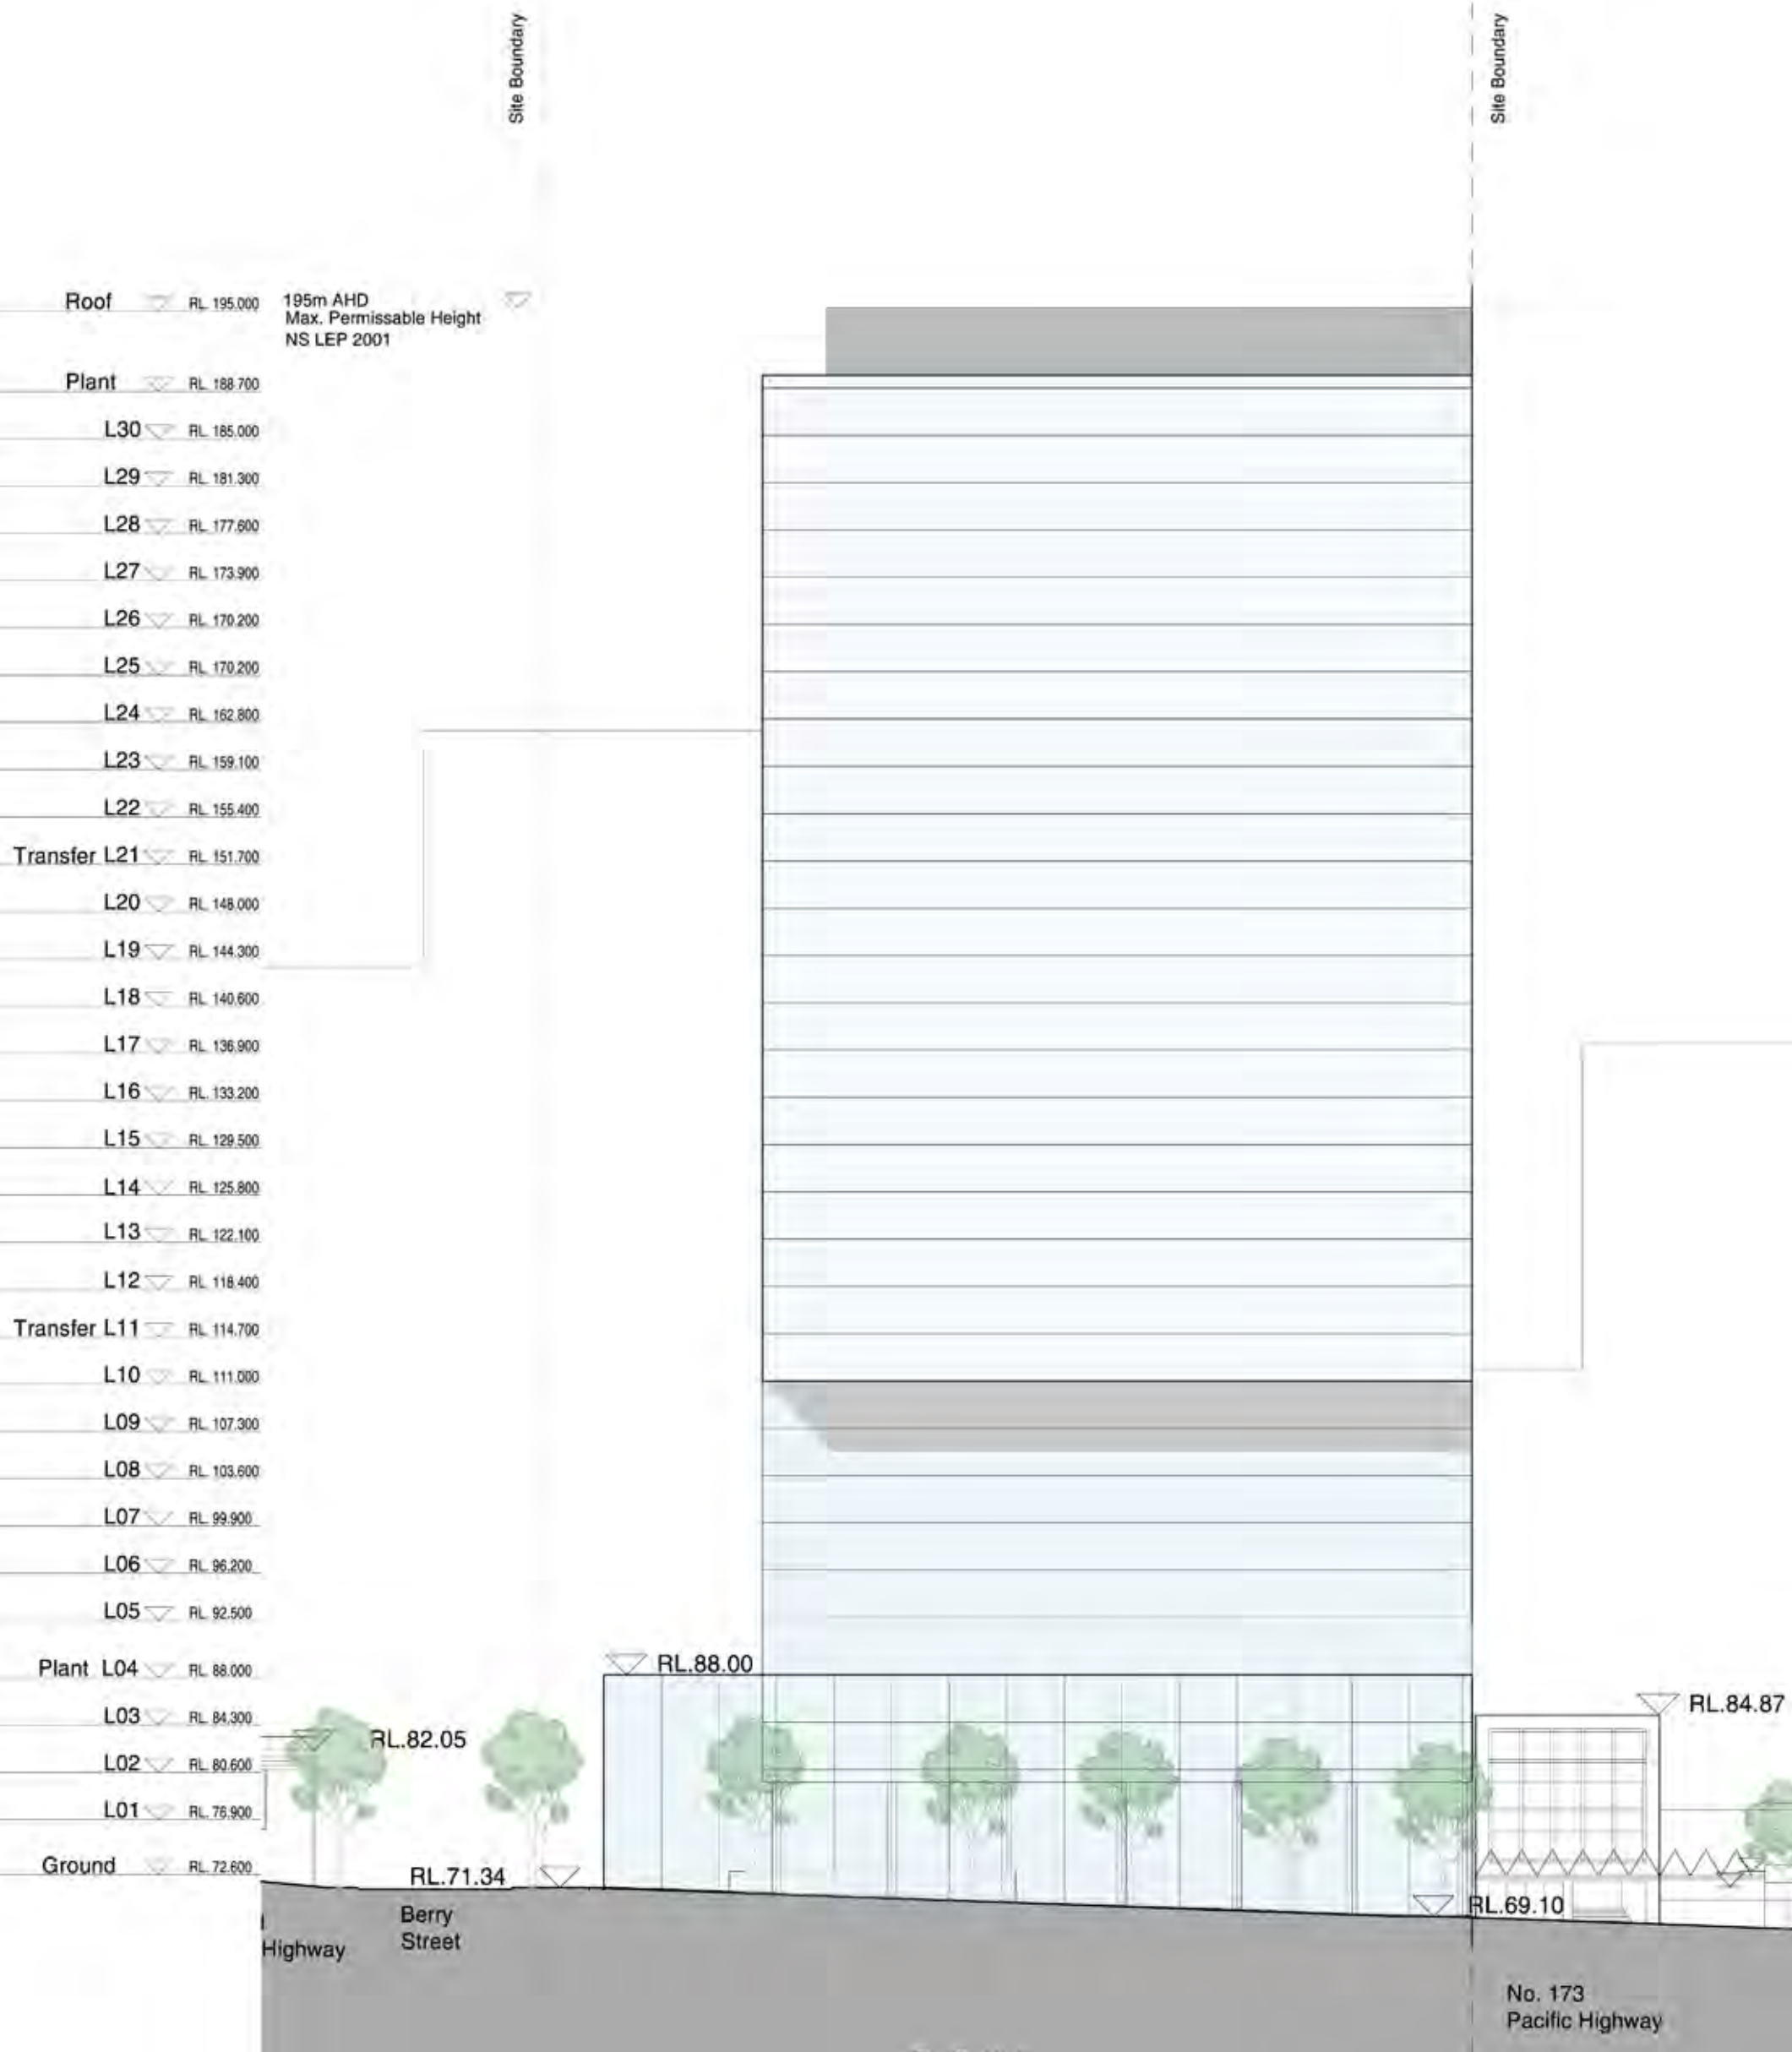 Site Boundary
Site Boundary
Roof RL. 195.000
195m AHD
Max. Permissable Height
NS LEP 2001
Plant RL. 188.700
L30 RL. 185.000
L29 RL. 181.300
L28 RL. 177.600
L27 RL. 173.900
L26 RL. 170.200
L25 RL. 170.200
L24 RL. 162.800
L23 RL. 159.100
L22 RL. 155.400
Transfer L21 RL. 151.700
L20 RL. 148.000
L19 RL. 144.300
L18 RL. 140.600
L17 RL. 136.900
L16 RL. 133.200
L15 RL. 129.500
L14 RL. 125.800
L13 RL. 122.100
L12 RL. 118.400
Transfer L11 RL. 114.700
L10 RL. 111.000
L09 RL. 107.300
L08 RL. 103.600
L07 RL. 99.900
L06 RL. 96.200
L05 RL. 92.500
Plant L04 RL. 88.000
RL.88.00
L03 RL. 84.300
RL.84.87
RL.82.05
L02 RL. 80.600
L01 RL. 76.900
Ground RL. 72.600
RL.71.34
RL.69.10
Berry
Street
Highway
No. 173
Pacific Highway